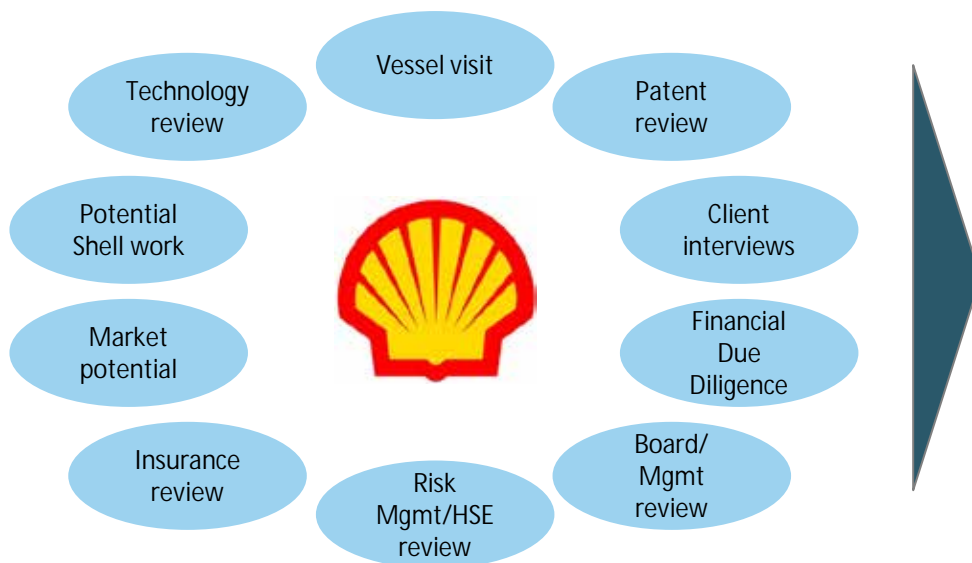 Vessel visit
Technology
review
Patent
review
Potential
Shell work
Client
interviews
Market
potential
Financial
Due
Diligence
Insurance
review
Risk
Mgmt/HSE
review
Board/
Mgmt
review